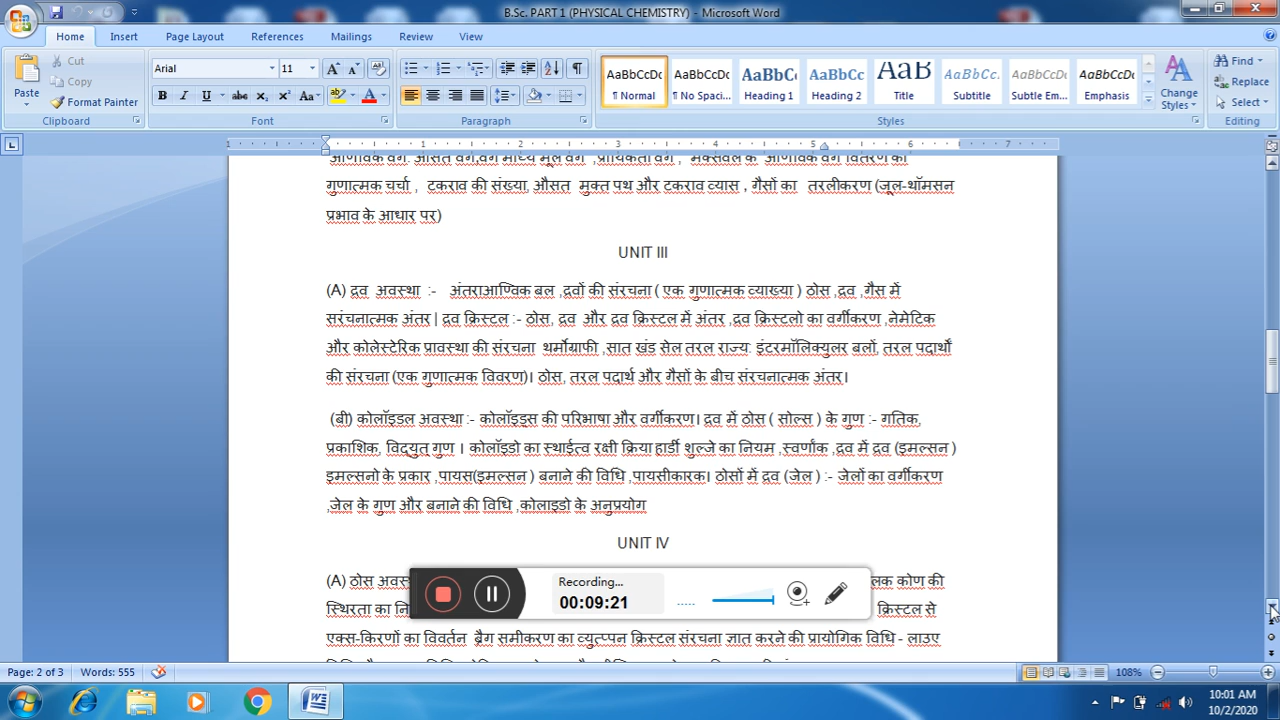 B.Sc. PART 1 (PHYSICAL CHEMISTRY) - Microsoft Word
Home Insert Page Layout References Mailings Review View
Paste Cut Copy Format Painter Clipboard
Arial 11 Font
Paragraph
AaBbCcDc AaBbCcDc AaBbCc AaBbCc AaB AaBbCc. AaBbCcDc AaBbCcDc
¶ Normal ¶ No Spaci... Heading 1 Heading 2 Title Subtitle Subtle Em... Emphasis
Change Styles Styles
Find Replace Select Editing
गुणात्मक चर्चा , टकराव की संख्या, औसत मुक्त पथ और टकराव व्यास , गैसों का तरलीकरण (जूल-थॉमसन
प्रभाव के आधार पर)
UNIT III
(A) द्रव अवस्था :- अंतराआण्विक बल ,द्रवों की संरचना ( एक गुणात्मक व्याख्या ) ठोस ,द्रव ,गैस में
सरंचनात्मक अंतर | द्रव क्रिस्टल :- ठोस, द्रव और द्रव क्रिस्टल में अंतर ,द्रव क्रिस्टलो का वर्गीकरण ,नेमेटिक
और कोलेस्टेरिक प्रावस्था की संरचना थर्मोग्राफी ,सात खंड सेल तरल राज्य: इंटरमॉलिक्युलर बलों, तरल पदार्थों
की संरचना (एक गुणात्मक विवरण)। ठोस, तरल पदार्थ और गैसों के बीच संरचनात्मक अंतर।
(बी) कोलॉइडल अवस्था :- कोलॉइड्स की परिभाषा और वर्गीकरण। द्रव में ठोस ( सोल्स ) के गुण :- गतिक,
प्रकाशिक, विद्युत् गुण । कोलॉइडो का स्थाईत्व रक्षी क्रिया हार्डी शुल्जे का नियम ,स्वर्णांक ,द्रव में द्रव (इमल्सन )
इमल्सनो के प्रकार ,पायस(इमल्सन ) बनाने की विधि ,पायसीकारक। ठोसों में द्रव (जेल ) :- जेलों का वर्गीकरण
,जेल के गुण और बनाने की विधि ,कोलाइडो के अनुप्रयोग
UNIT IV
(A) ठोस कोण की
स्थिरता का क्रिस्टल से
एक्स-किरणों का विवर्तन ब्रैग समीकरण का व्युत्प्पन क्रिस्टल संरचना ज्ञात करने की प्रायोगिक विधि - लाउए
Recording...
00:09:21
Page: 2 of 3 Words: 555 108%
10:01 AM
10/2/2020